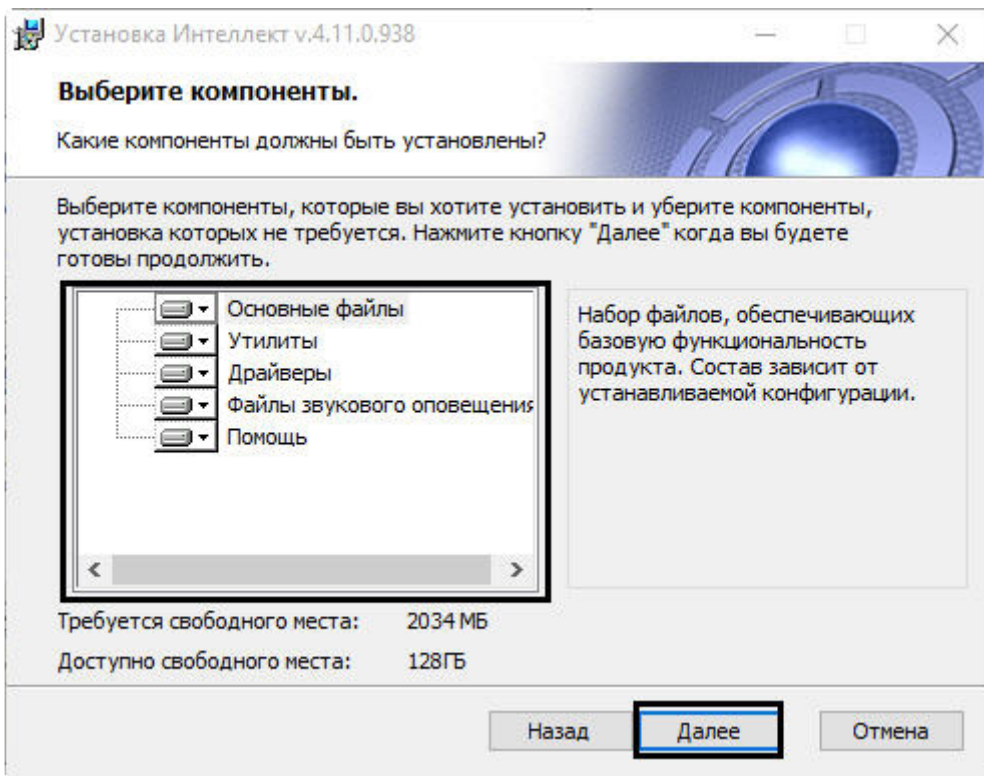 Установка Интеллект v.4.11.0.938
Выберите компоненты.
Какие компоненты должны быть установлены?
Выберите компоненты, которые вы хотите установить и уберите компоненты,
установка которых не требуется. Нажмите кнопку "Далее" когда вы будете
готовы продолжить.
Основные файлы
Утилиты
Драйверы
Файлы звукового оповещения
Помощь
Набор файлов, обеспечивающих
базовую функциональность
продукта. Состав зависит от
устанавливаемой конфигурации.
Требуется свободного места: 2034 МБ
Доступно свободного места: 128ГБ
Назад Далее Отмена